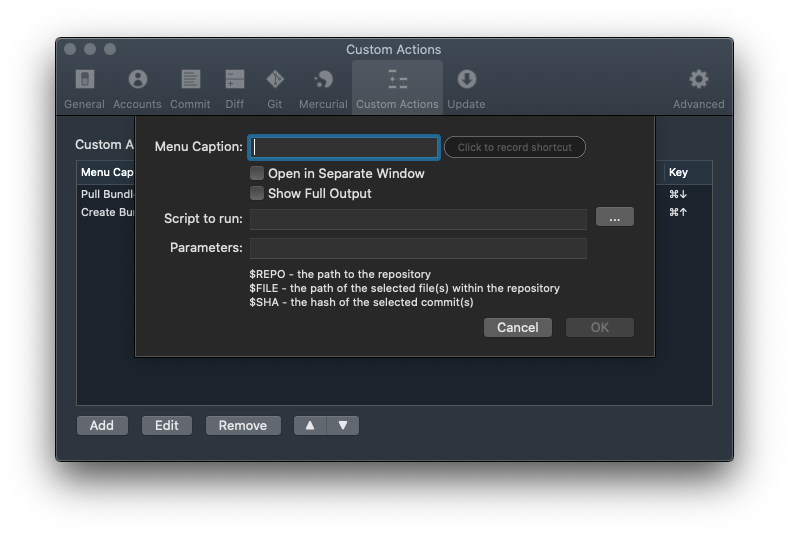 Custom Actions
General Accounts Commit Diff Git Mercurial Custom Actions Update Advanced
Custom A
Menu Caption: Click to record shortcut
Menu Cap Key
Open in Separate Window
Pull Bundl ⌘↓
Show Full Output
Create Bu ⌘↑
Script to run: ...
Parameters:
$REPO - the path to the repository
$FILE - the path of the selected file(s) within the repository
$SHA - the hash of the selected commit(s)
Cancel OK
Add Edit Remove ▲ ▼